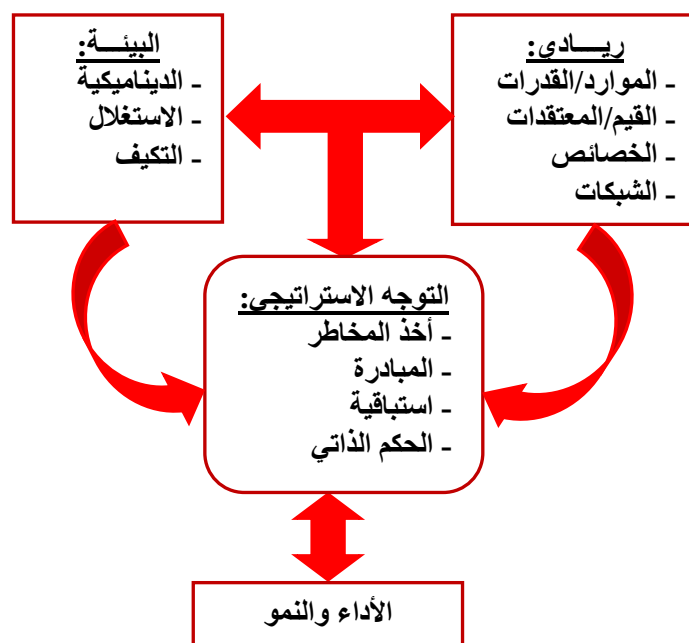 ريـــــادي:
- الموارد/القدرات
- القيم/المعتقدات
- الخصائص
- الشبكات
البيئـــة:
- الديناميكية
- الاستغلال
- التكيف
التوجه الاستراتيجي:
- أخذ المخاطر
- المبادرة
- استباقية
- الحكم الذاتي
الأداء والنمو